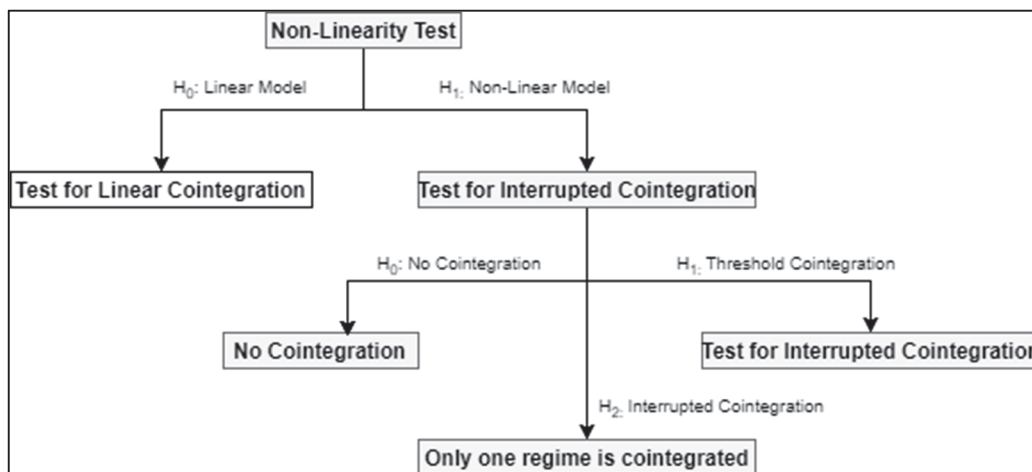 Non-Linearity Test
H₀: Linear Model
H₁: Non-Linear Model
Test for Linear Cointegration
Test for Interrupted Cointegration
H₀: No Cointegration
H₁: Threshold Cointegration
No Cointegration
Test for Interrupted Cointegration
H₂: Interrupted Cointegration
Only one regime is cointegrated